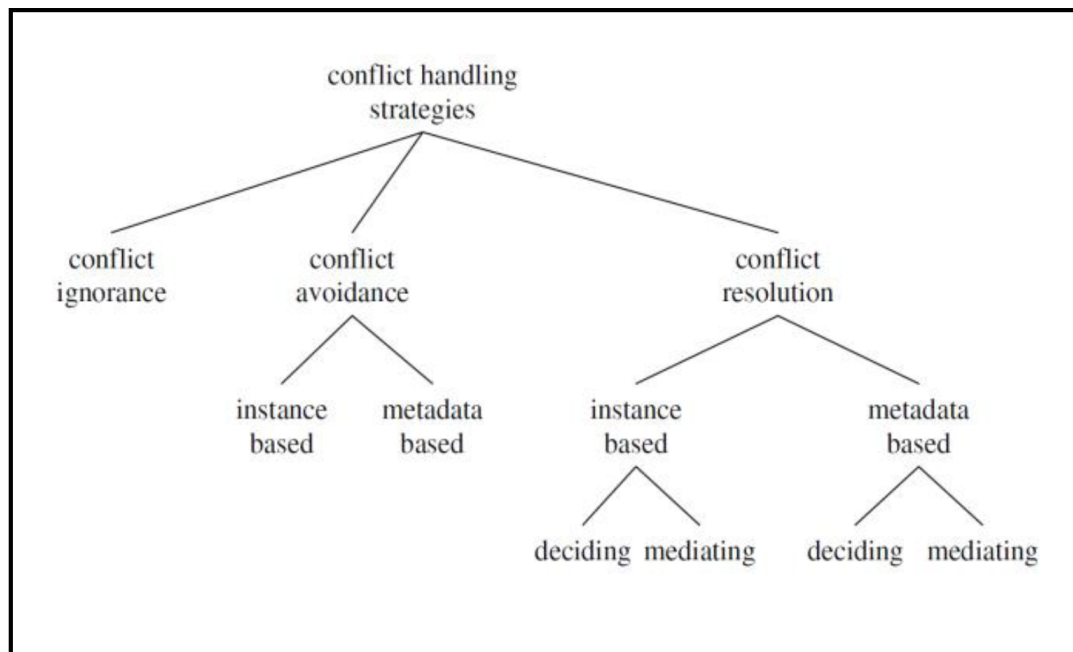 conflict handling
strategies
conflict
ignorance
conflict
avoidance
conflict
resolution
instance
based
metadata
based
instance
based
metadata
based
deciding
mediating
deciding
mediating